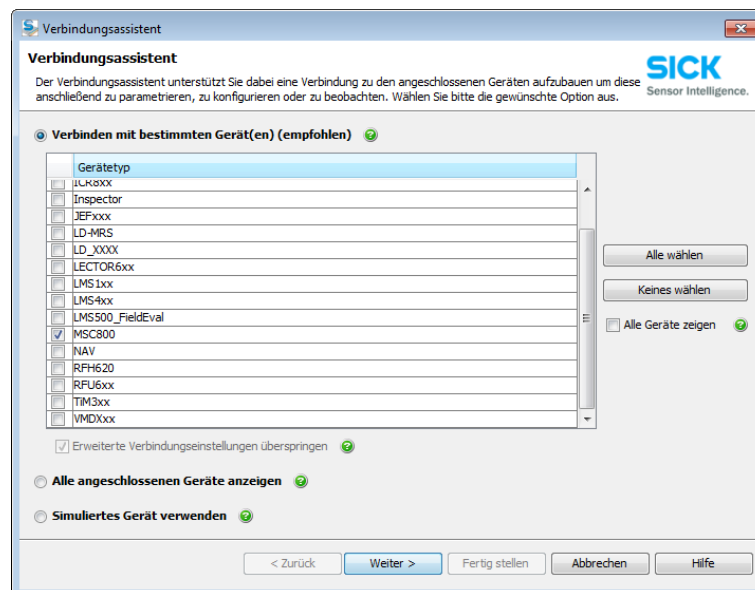 Verbindungsassistent
Verbindungsassistent
Der Verbindungsassistent unterstützt Sie dabei eine Verbindung zu den angeschlossenen Geräten aufzubauen um diese
anschließend zu parametrieren, zu konfigurieren oder zu beobachten. Wählen Sie bitte die gewünschte Option aus.
SICK
Sensor Intelligence.
Verbinden mit bestimmten Gerät(en) (empfohlen)
Gerätetyp
ICR8xx
Inspector
JEFxxx
LD-MRS
LD_XXXX
LECTOR6xx
LMS1xx
LMS4xx
LMS500_FieldEval
MSC800
NAV
RFH620
RFU6xx
TiM3xx
VMDXxx
Alle wählen
Keines wählen
Alle Geräte zeigen
Erweiterte Verbindungseinstellungen überspringen
Alle angeschlossenen Geräte anzeigen
Simuliertes Gerät verwenden
< Zurück
Weiter >
Fertig stellen
Abbrechen
Hilfe